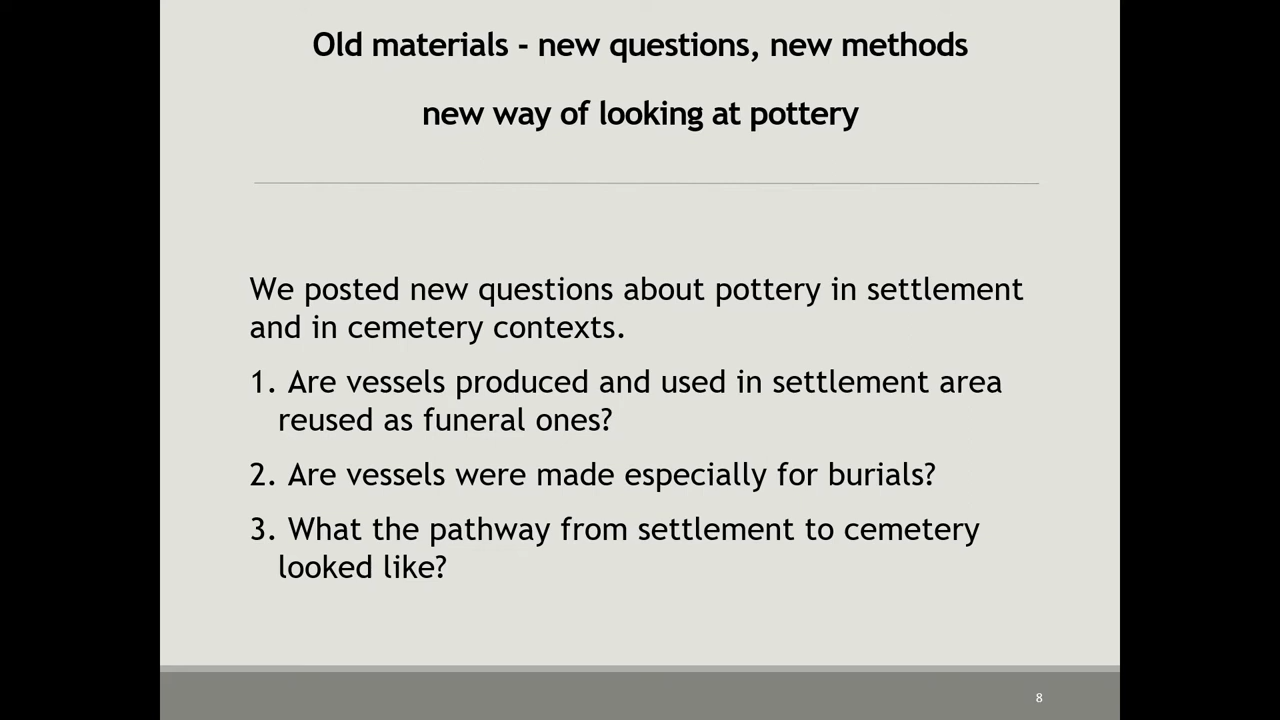 Old materials - new questions, new methods
new way of looking at pottery
We posted new questions about pottery in settlement
and in cemetery contexts.
1. Are vessels produced and used in settlement area
reused as funeral ones?
2. Are vessels were made especially for burials?
3. What the pathway from settlement to cemetery
looked like?
8